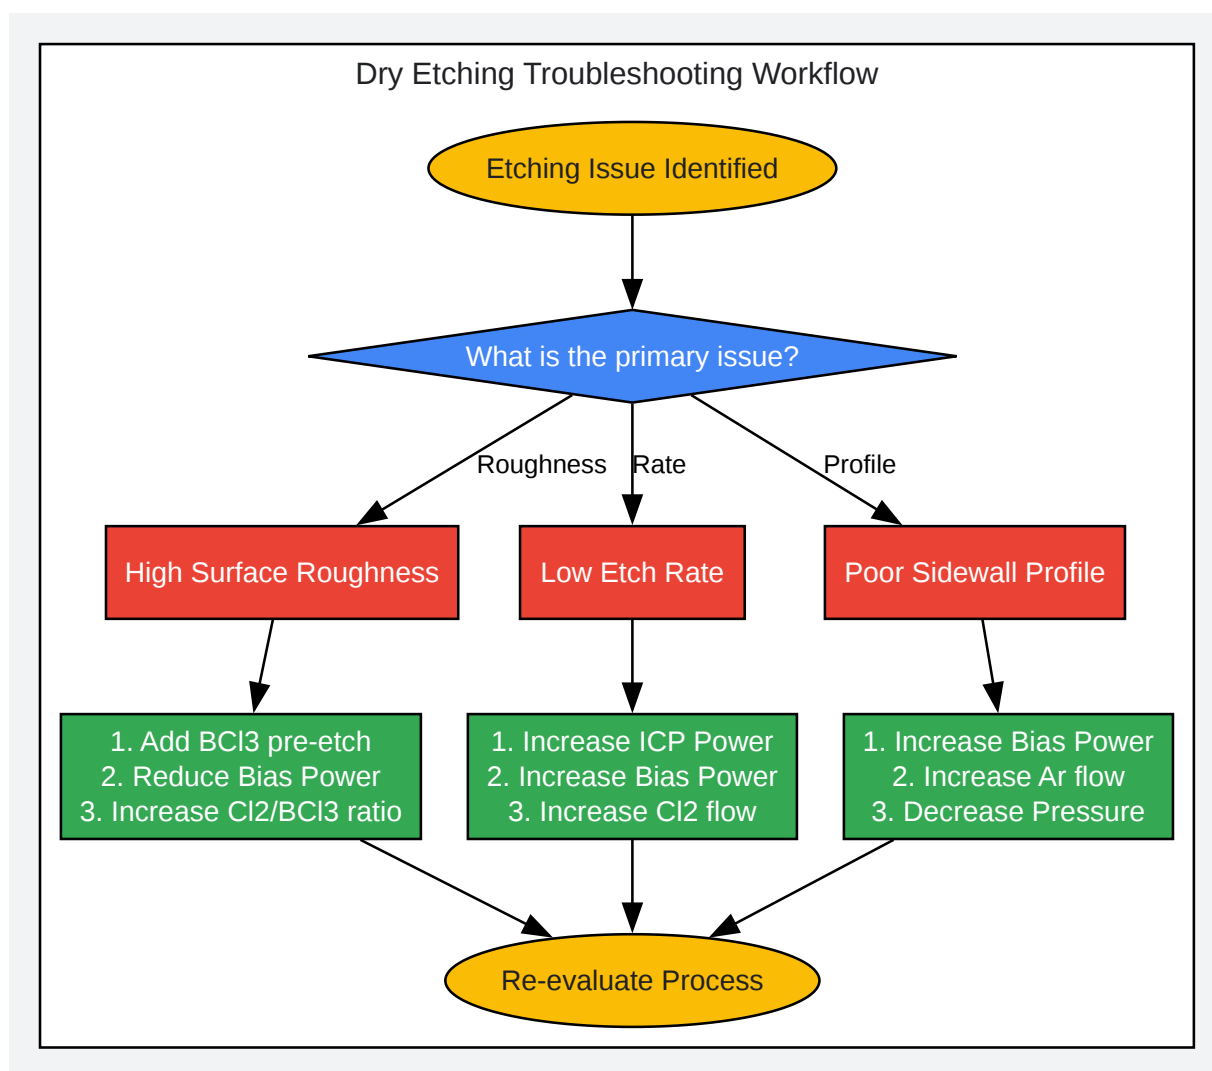 Dry Etching Troubleshooting Workflow
Etching Issue Identified
What is the primary issue?
Roughness
Rate
Profile
High Surface Roughness
Low Etch Rate
Poor Sidewall Profile
1. Add BCl3 pre-etch
2. Reduce Bias Power
3. Increase Cl2/BCl3 ratio
1. Increase ICP Power
2. Increase Bias Power
3. Increase Cl2 flow
1. Increase Bias Power
2. Increase Ar flow
3. Decrease Pressure
Re-evaluate Process